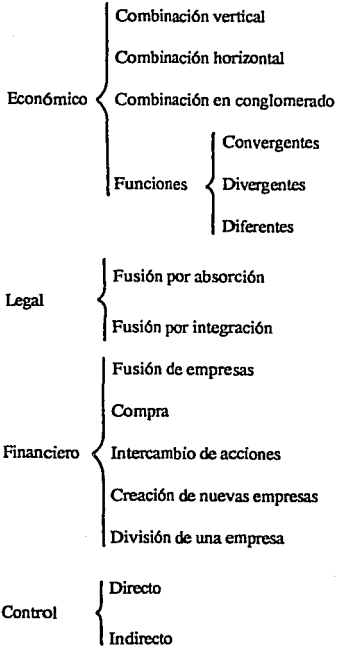 Combinación vertical
Combinación horizontal
Económico
Combinación en conglomerado
Convergentes
Funciones
Divergentes
Diferentes
Fusión por absorción
Legal
Fusión por integración
Fusión de empresas
Compra
Financiero
Intercambio de acciones
Creación de nuevas empresas
División de una empresa
Directo
Control
Indirecto